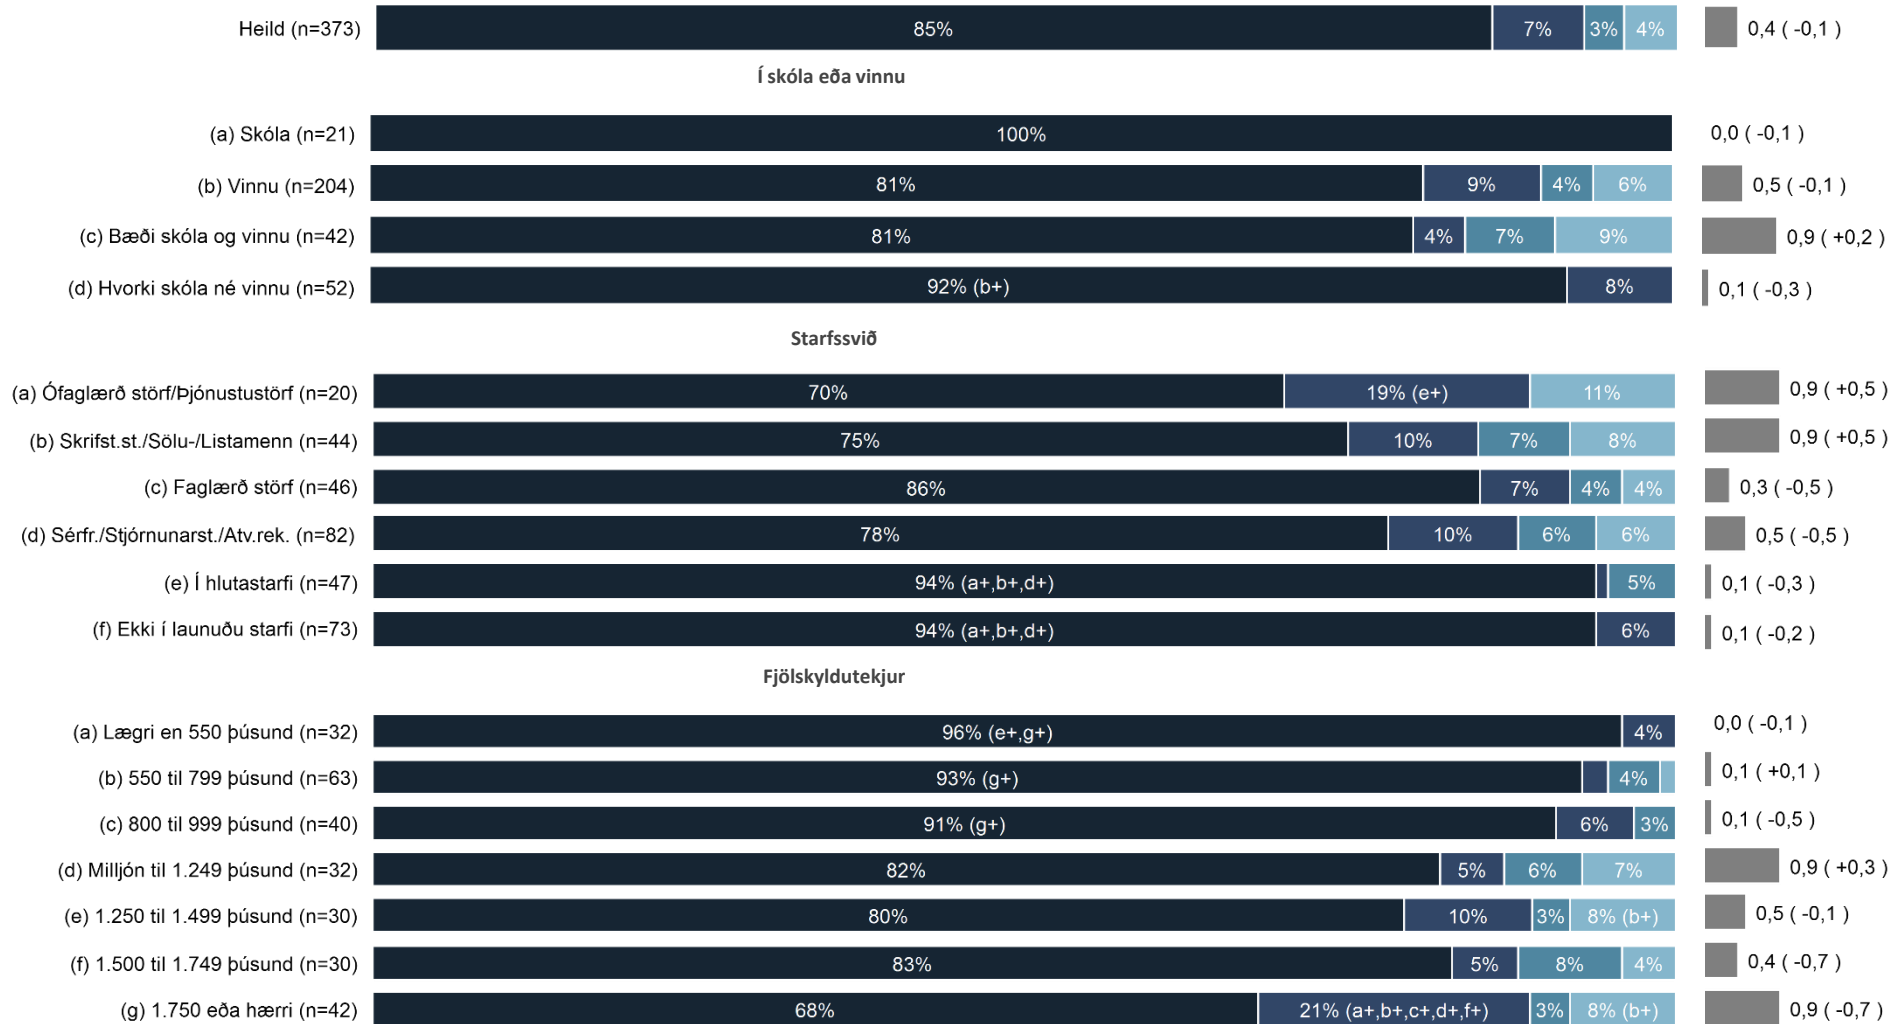 Heild (n=373) 85% 7% 3% 4% 0,4 ( -0,1 )
Í skóla eða vinnu
(a) Skóla (n=21) 100% 0,0 ( -0,1 )
(b) Vinnu (n=204) 81% 9% 4% 6% 0,5 ( -0,1 )
(c) Bæði skóla og vinnu (n=42) 81% 4% 7% 9% 0,9 ( +0,2 )
(d) Hvorki skóla né vinnu (n=52) 92% (b+) 8% 0,1 ( -0,3 )
Starfssvið
(a) Ófaglærð störf/Þjónustustörf (n=20) 70% 19% (e+) 11% 0,9 ( +0,5 )
(b) Skrifst.st./Sölu-/Listamenn (n=44) 75% 10% 7% 8% 0,9 ( +0,5 )
(c) Faglærð störf (n=46) 86% 7% 4% 4% 0,3 ( -0,5 )
(d) Sérfr./Stjórnunarst./Atv.rek. (n=82) 78% 10% 6% 6% 0,5 ( -0,5 )
(e) Í hlutastarfi (n=47) 94% (a+,b+,d+) 5% 0,1 ( -0,3 )
(f) Ekki í launuðu starfi (n=73) 94% (a+,b+,d+) 6% 0,1 ( -0,2 )
Fjölskyldutekjur
(a) Lægri en 550 þúsund (n=32) 96% (e+,g+) 4% 0,0 ( -0,1 )
(b) 550 til 799 þúsund (n=63) 93% (g+) 4% 0,1 ( +0,1 )
(c) 800 til 999 þúsund (n=40) 91% (g+) 6% 3% 0,1 ( -0,5 )
(d) Milljón til 1.249 þúsund (n=32) 82% 5% 6% 7% 0,9 ( +0,3 )
(e) 1.250 til 1.499 þúsund (n=30) 80% 10% 3% 8% (b+) 0,5 ( -0,1 )
(f) 1.500 til 1.749 þúsund (n=30) 83% 5% 8% 4% 0,4 ( -0,7 )
(g) 1.750 eða hærri (n=42) 68% 21% (a+,b+,c+,d+,f+) 3% 8% (b+) 0,9 ( -0,7 )